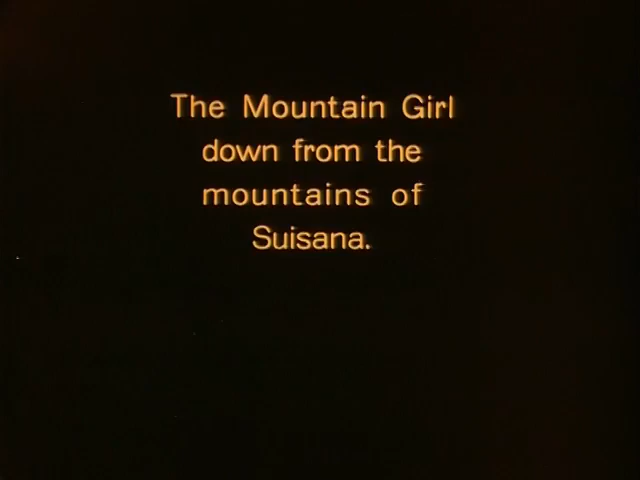 The Mountain Girl
down from the
mountains of
Suisana.